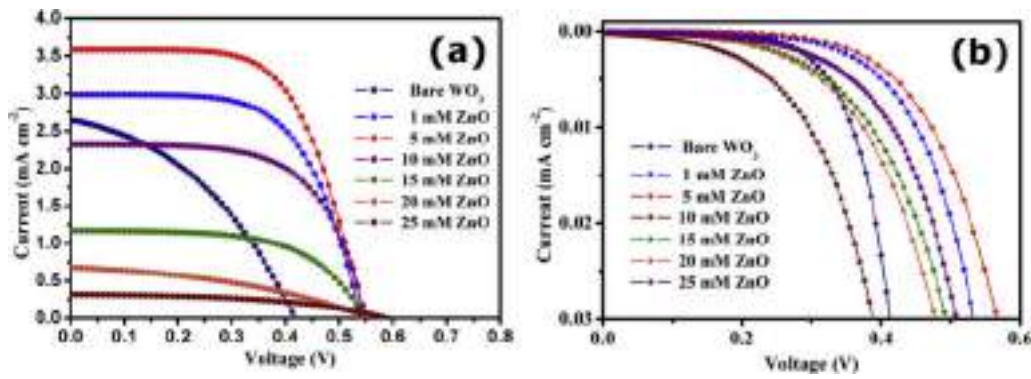 (a)
4.0
3.5
3.0
2.5
2.0
1.5
1.0
0.5
0.0
Current (mA cm⁻²)
Bare WO₃
1 mM ZnO
5 mM ZnO
10 mM ZnO
15 mM ZnO
20 mM ZnO
25 mM ZnO
0.0 0.1 0.2 0.3 0.4 0.5 0.6 0.7 0.8
Voltage (V)
(b)
0.00
0.01
0.02
0.03
Current (mA cm⁻²)
Bare WO₃
1 mM ZnO
5 mM ZnO
10 mM ZnO
15 mM ZnO
20 mM ZnO
25 mM ZnO
0.0 0.2 0.4 0.6
Voltage (V)